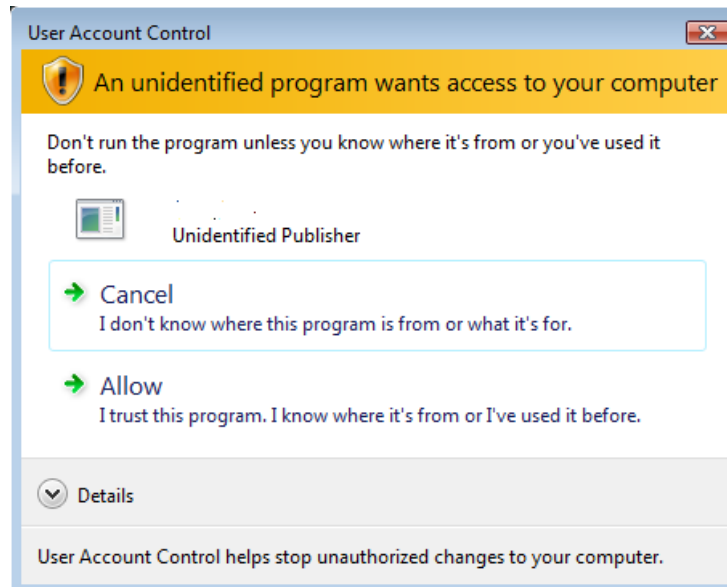 User Account Control
An unidentified program wants access to your computer
Don't run the program unless you know where it's from or you've used it
before.
Unidentified Publisher
Cancel
I don't know where this program is from or what it's for.
Allow
I trust this program. I know where it's from or I've used it before.
Details
User Account Control helps stop unauthorized changes to your computer.